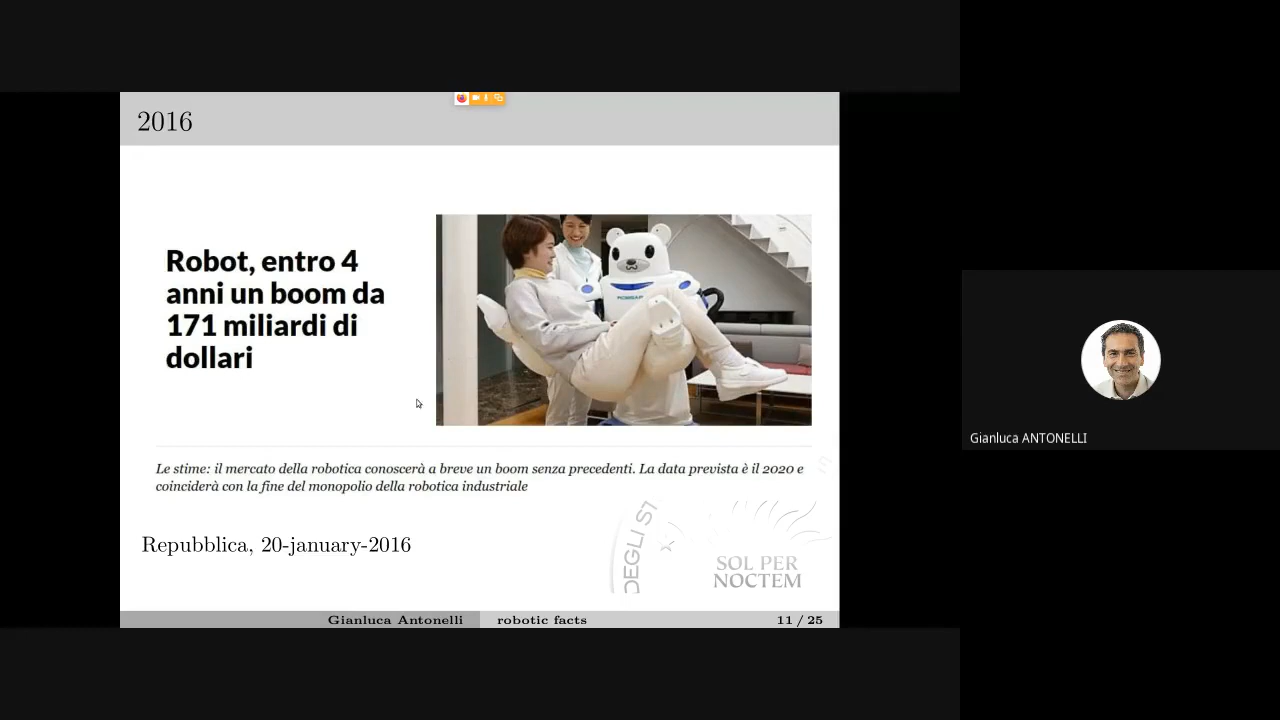 2016
Robot, entro 4
anni un boom da
171 miliardi di
dollari
Le stime: il mercato della robotica conoscerà a breve un boom senza precedenti. La data prevista è il 2020 e
coinciderà con la fine del monopolio della robotica industriale
Repubblica, 20-january-2016
DEGLI ST
SOL PER
NOCTEM
Gianluca Antonelli
robotic facts
11 / 25
Gianluca ANTONELLI